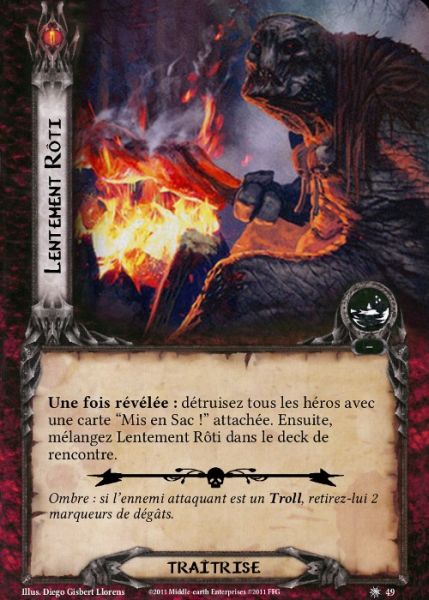 Lentement Rôti
Une fois révélée : détruisez tous les héros avec
une carte “Mis en Sac !” attachée. Ensuite,
mélangez Lentement Rôti dans le deck de
rencontre.
Ombre : si l'ennemi attaquant est un Troll, retirez-lui 2
marqueurs de dégâts.
TRAÎTRISE
Illus. Diego Gisbert Llorens ©2011 Middle-earth Enterprises ©2011 FFG 49